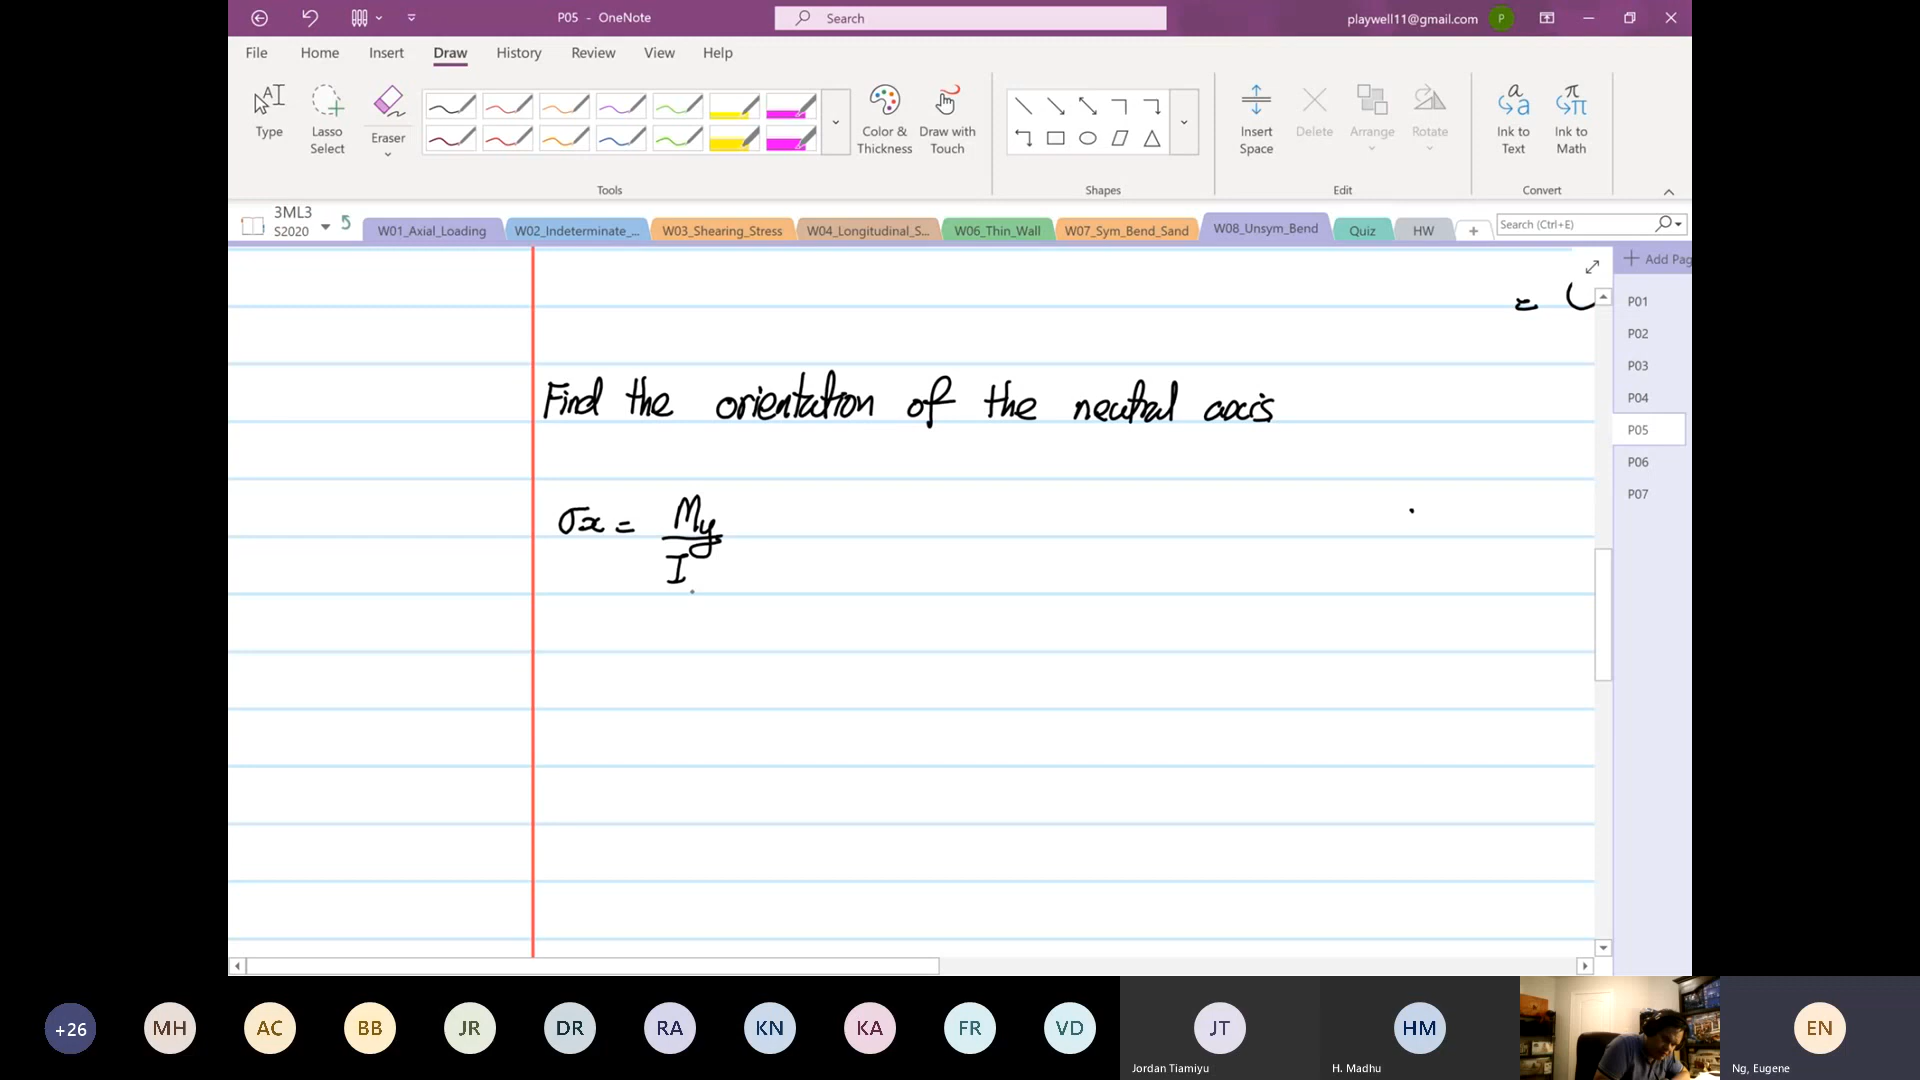 P05 - OneNote
Search
playwell11@gmail.com
P
File Home Insert Draw History Review View Help
Type
Lasso Select
Eraser
Color & Thickness
Draw with Touch
Insert Space
Delete
Arrange
Rotate
Ink to Text
Ink to Math
Tools Shapes Edit Convert
3ML3 S2020
W01_Axial_Loading W02_Indeterminate_... W03_Shearing_Stress W04_Longitudinal_S... W06_Thin_Wall W07_Sym_Bend_Sand W08_Unsym_Bend Quiz HW +
Search (Ctrl+E)
Add Pag
P01
P02
P03
P04
P05
P06
P07
=
Find the orientation of the neutral axis
σx = My
I
+26 MH AC BB JR DR RA KN KA FR VD JT HM EN
Jordan Tiamiyu H. Madhu Ng, Eugene